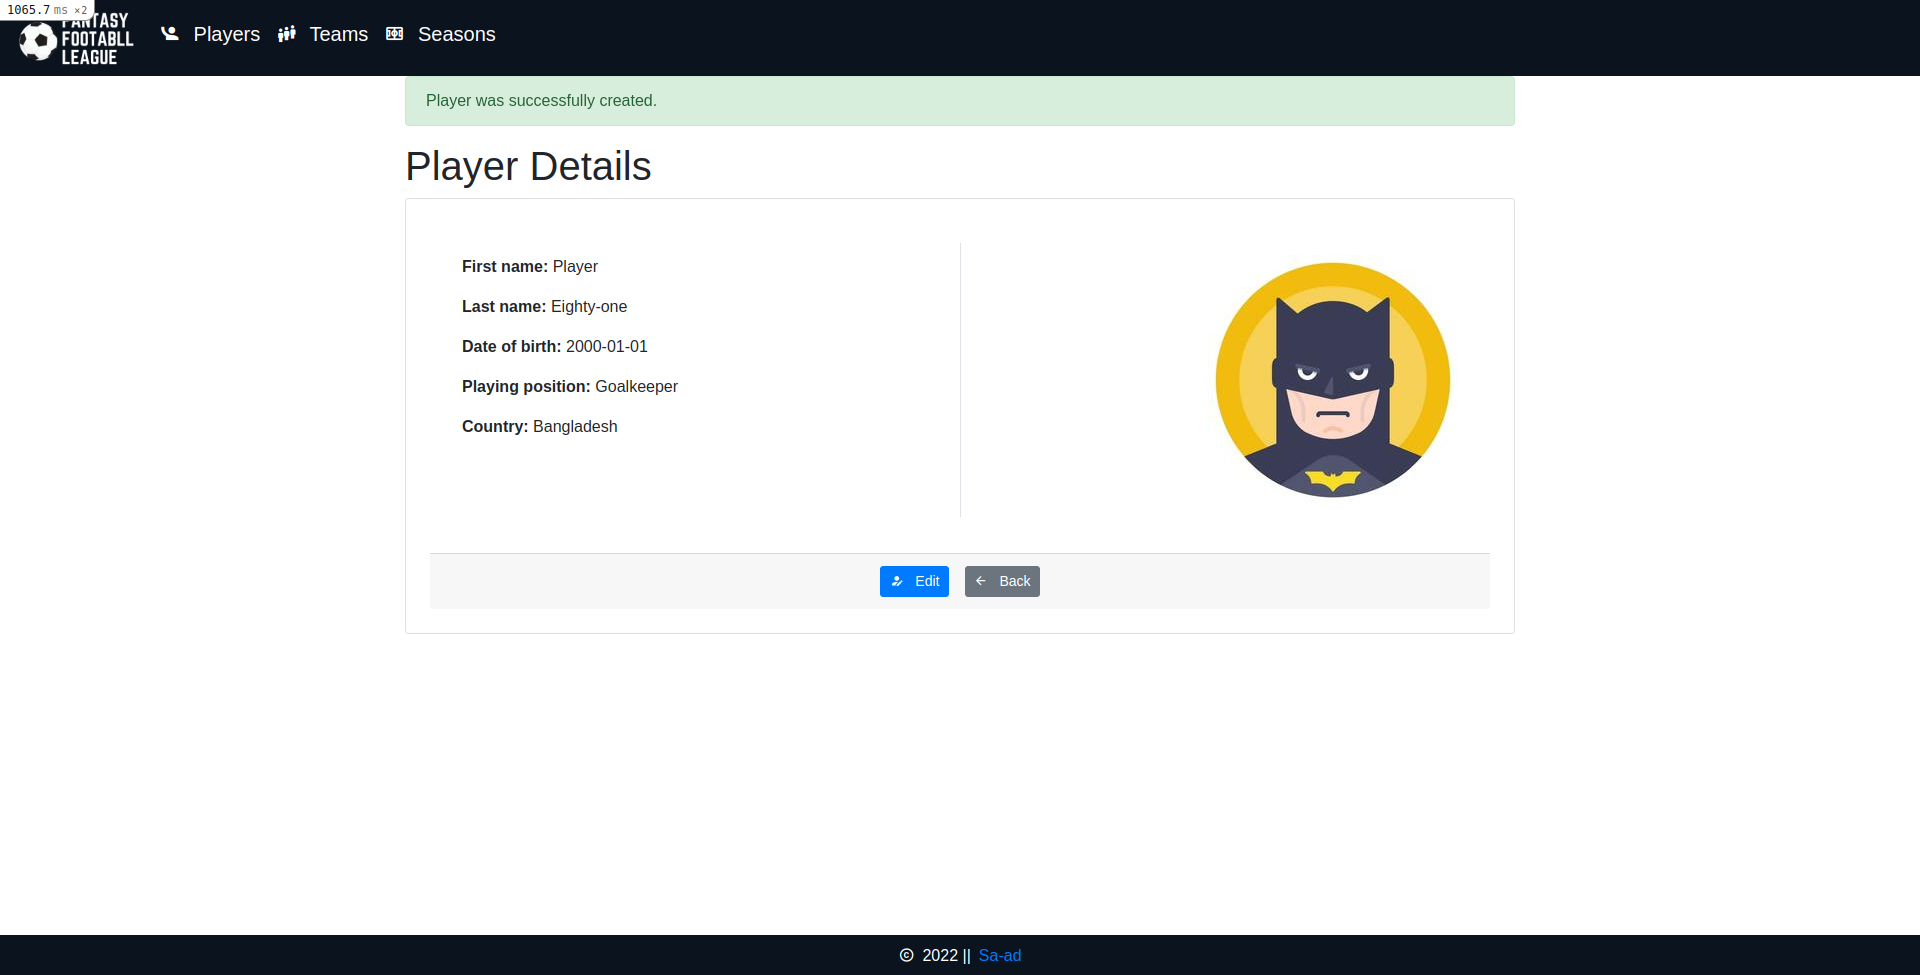 1065.7 ms ×2
FANTASY
FOOTABLL
LEAGUE
Players Teams Seasons
Player was successfully created.
Player Details
First name: Player
Last name: Eighty-one
Date of birth: 2000-01-01
Playing position: Goalkeeper
Country: Bangladesh
Edit Back
© 2022 || Sa-ad